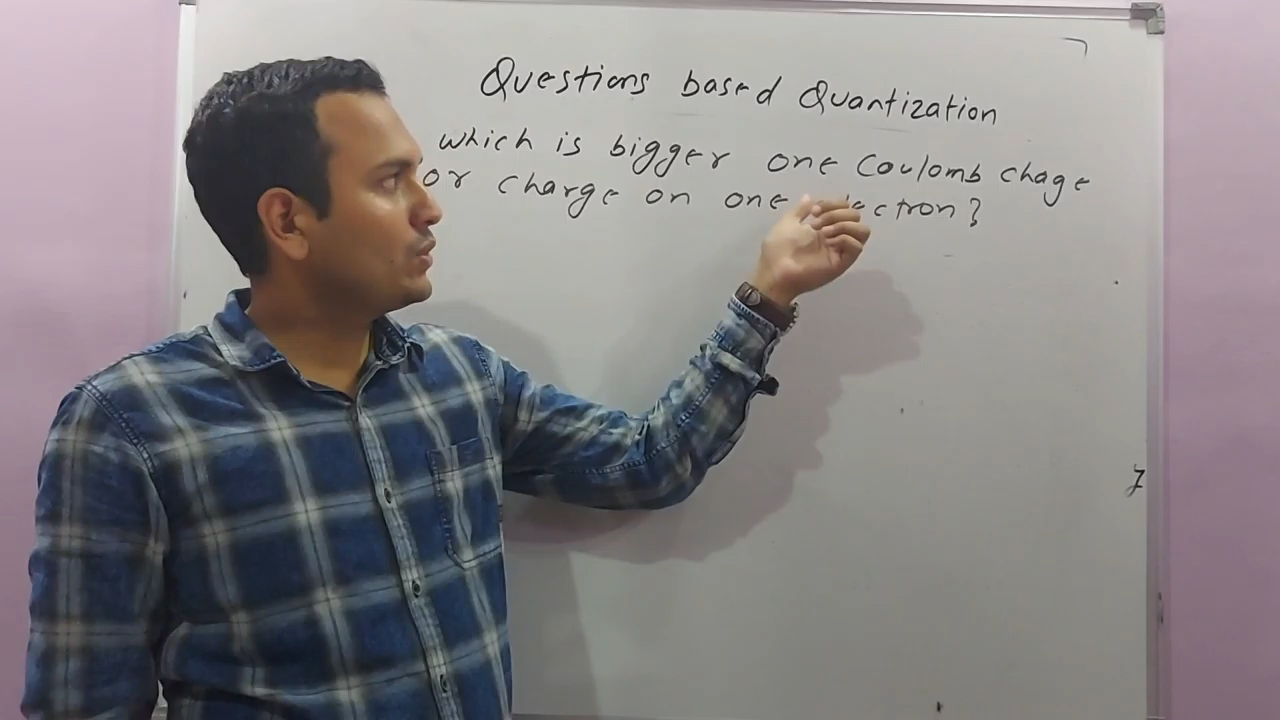 Questions based Quantization
which is bigger one Coulomb chage
or charge on one